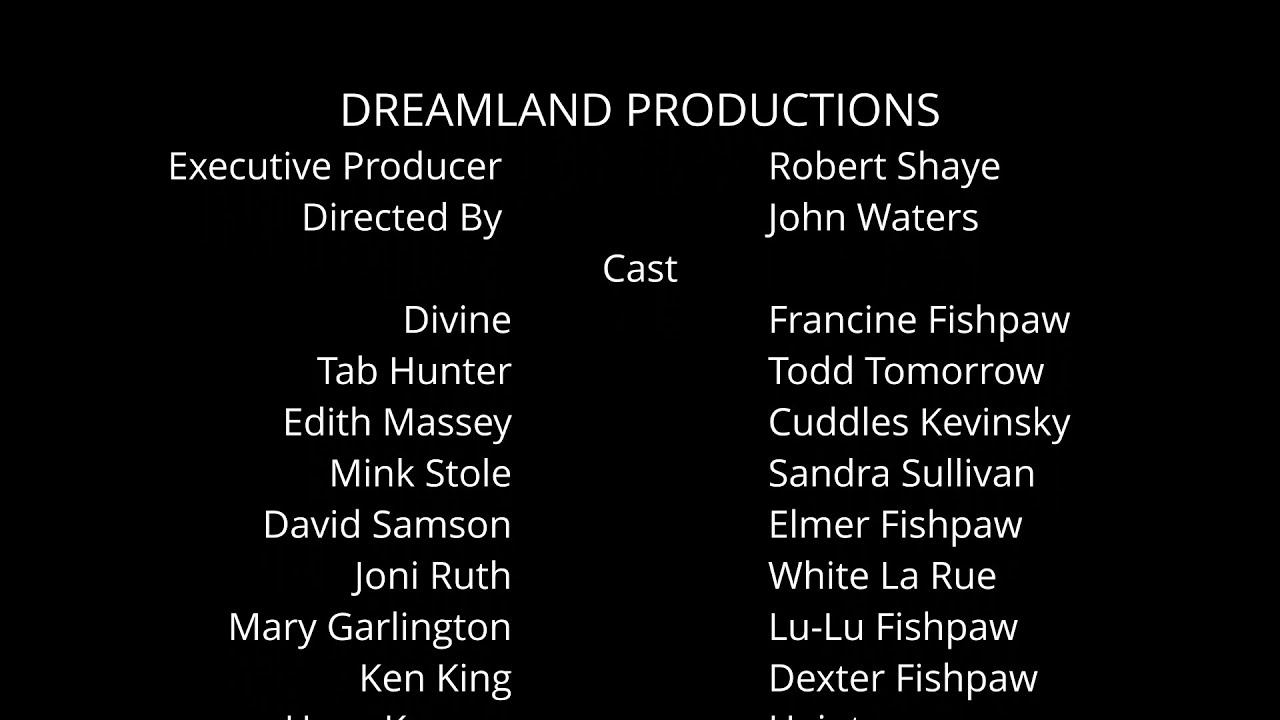 DREAMLAND PRODUCTIONS
Executive Producer Robert Shaye
Directed By John Waters
Cast
Divine Francine Fishpaw
Tab Hunter Todd Tomorrow
Edith Massey Cuddles Kevinsky
Mink Stole Sandra Sullivan
David Samson Elmer Fishpaw
Joni Ruth White La Rue
Mary Garlington Lu-Lu Fishpaw
Ken King Dexter Fishpaw